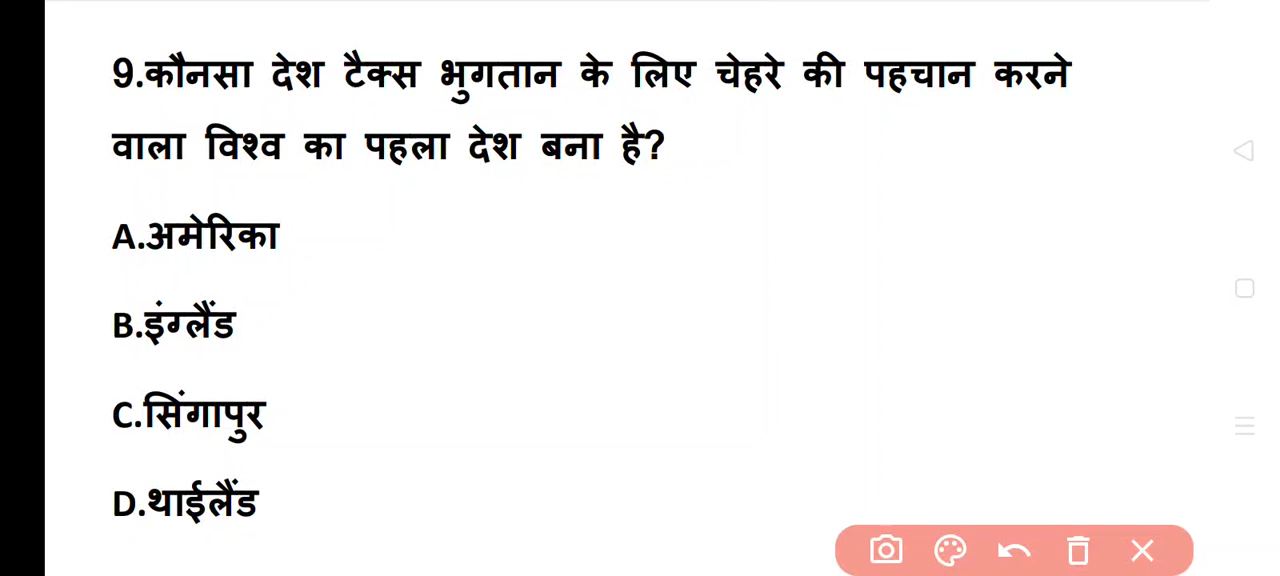 9.कौनसा देश टैक्स भुगतान के लिए चेहरे की पहचान करने
वाला विश्व का पहला देश बना है?
A.अमेरिका
B.इंग्लैंड
C.सिंगापुर
D.थाईलैंड